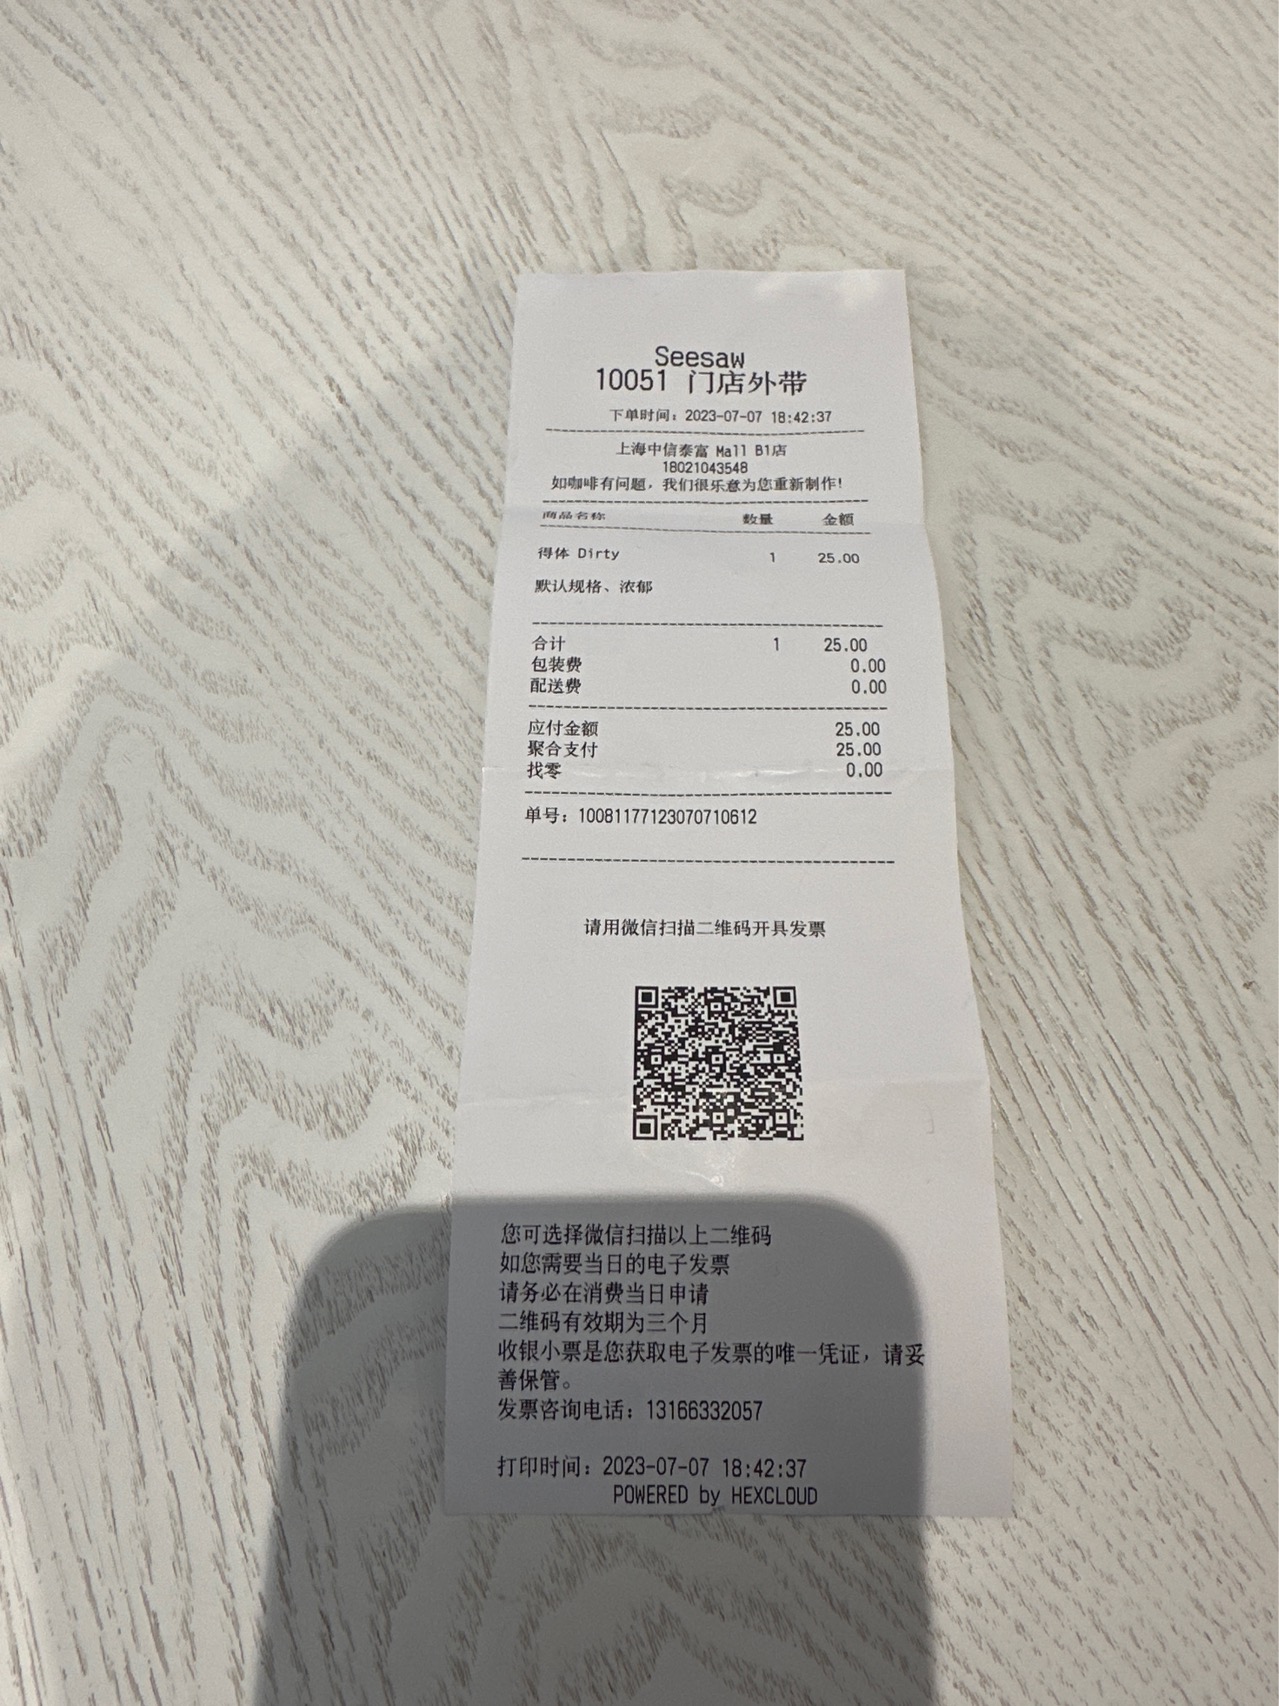 Seesaw
10051 门店外带
下单时间：2023-07-07 18:42:37
上海中信泰富 Mall B1店
18021043548
如咖啡有问题，我们很乐意为您重新制作！
商品名称 数量 金额
得体 Dirty 1 25.00
默认规格、浓郁
合计 1 25.00
包装费 0.00
配送费 0.00
应付金额 25.00
聚合支付 25.00
找零 0.00
单号：10081177123070710612
请用微信扫描二维码开具发票
您可选择微信扫描以上二维码
如您需要当日的电子发票
请务必在消费当日申请
二维码有效期为三个月
收银小票是您获取电子发票的唯一凭证，请妥
善保管。
发票咨询电话：13166332057
打印时间：2023-07-07 18:42:37
POWERED by HEXCLOUD